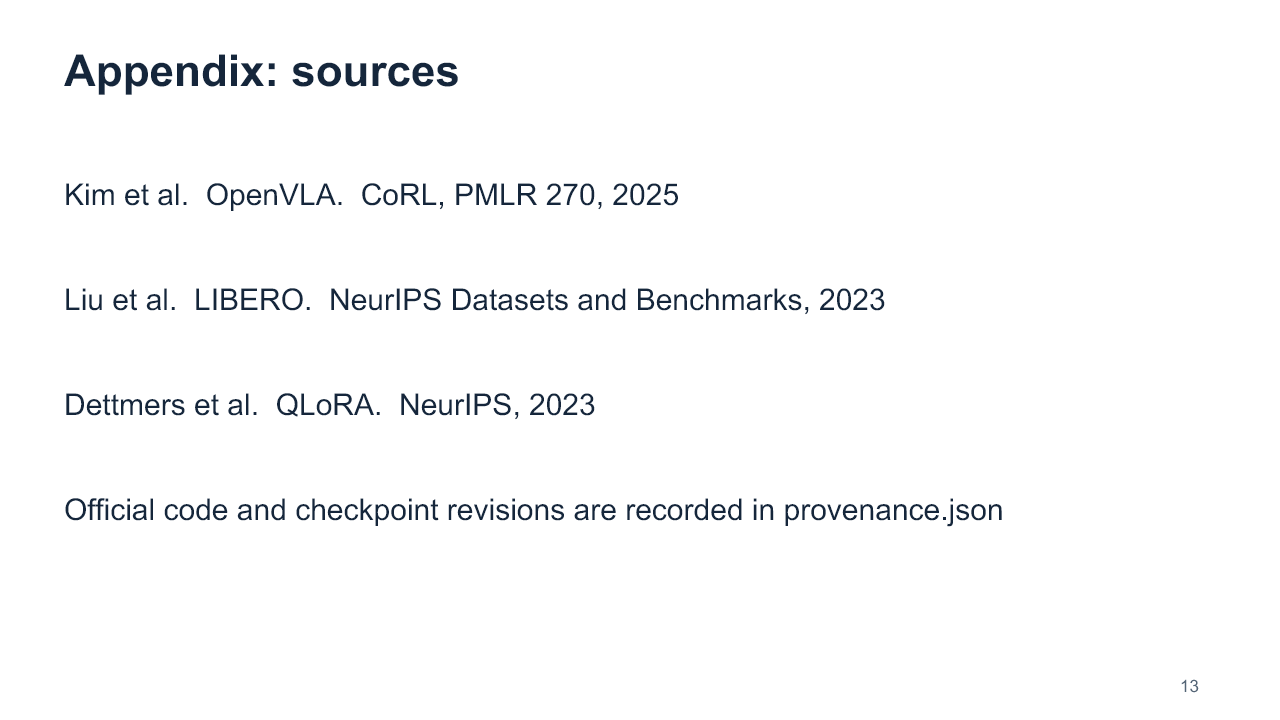 Appendix: sources
Kim et al.  OpenVLA.  CoRL, PMLR 270, 2025
Liu et al.  LIBERO.  NeurIPS Datasets and Benchmarks, 2023
Dettmers et al.  QLoRA.  NeurIPS, 2023
Official code and checkpoint revisions are recorded in provenance.json
13